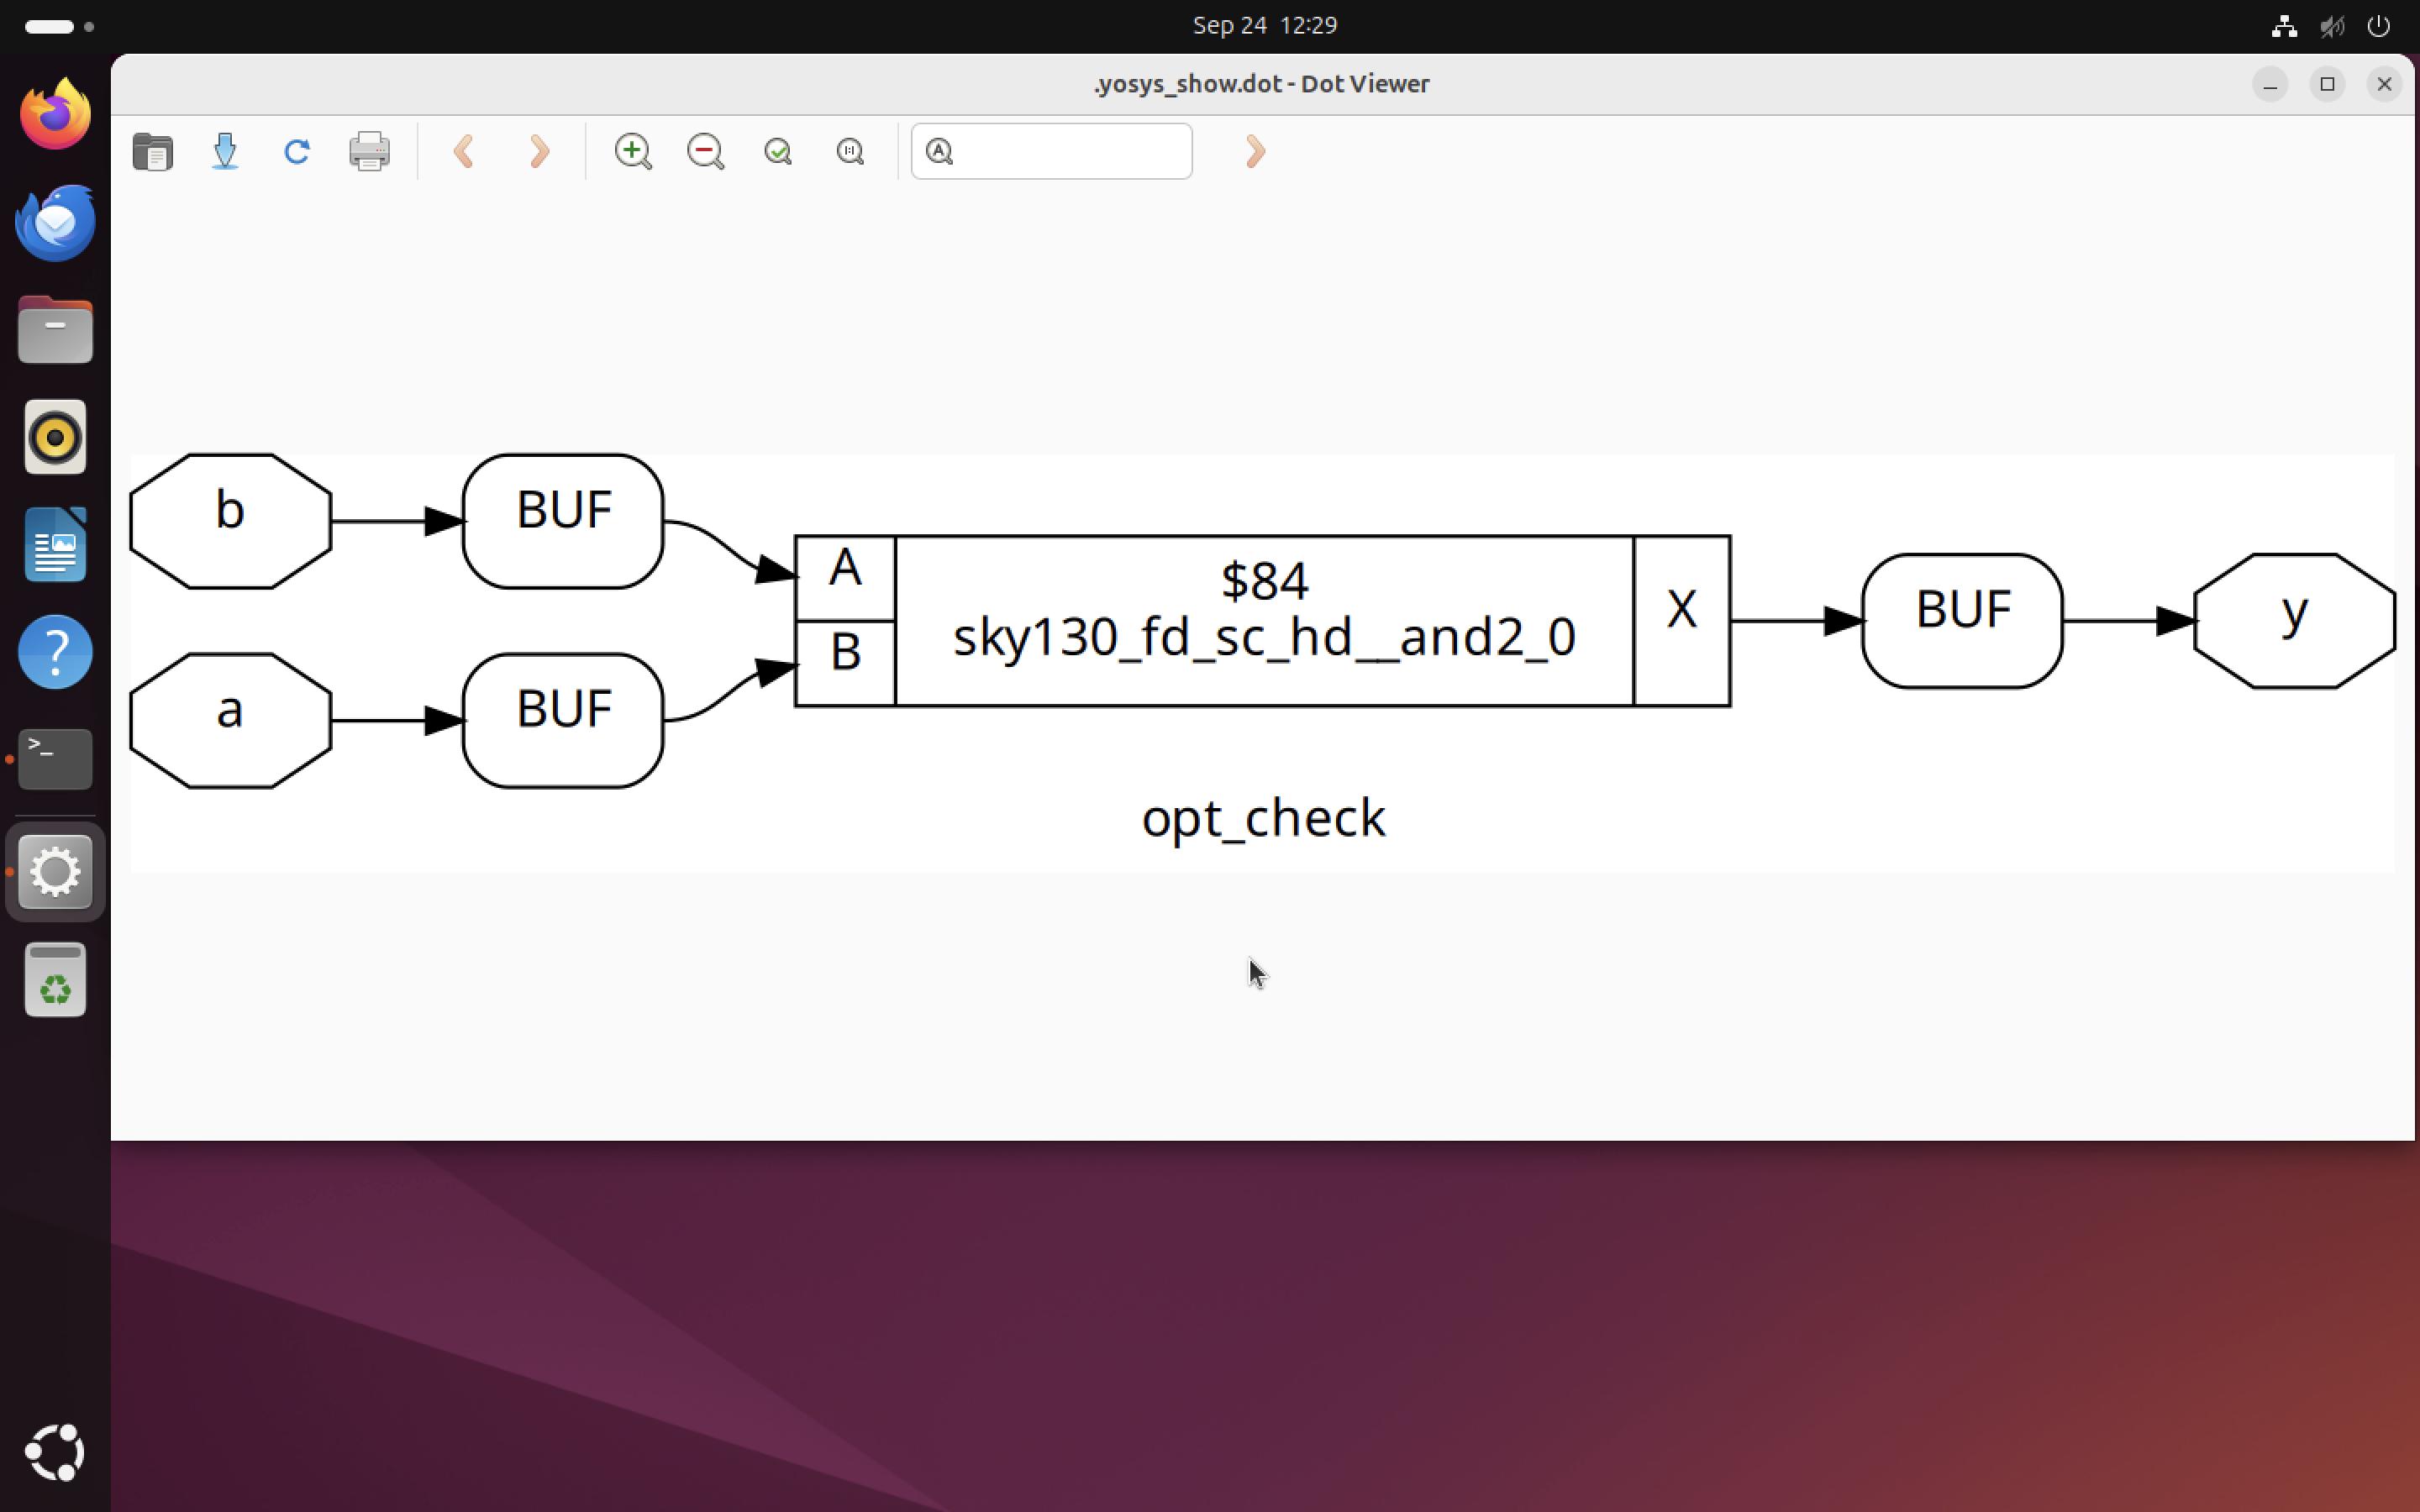 Sep 24 12:29
.yosys_show.dot - Dot Viewer
b
BUF
A
$84
sky130_fd_sc_hd__and2_0
X
BUF
y
B
a
BUF
opt_check